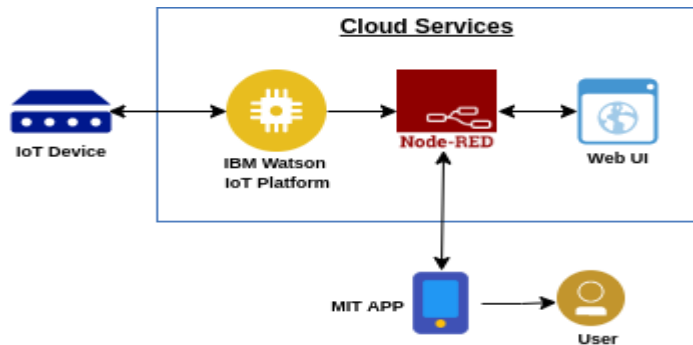 Cloud Services
IoT Device
IBM Watson
IoT Platform
Node-RED
Web UI
MIT APP
User